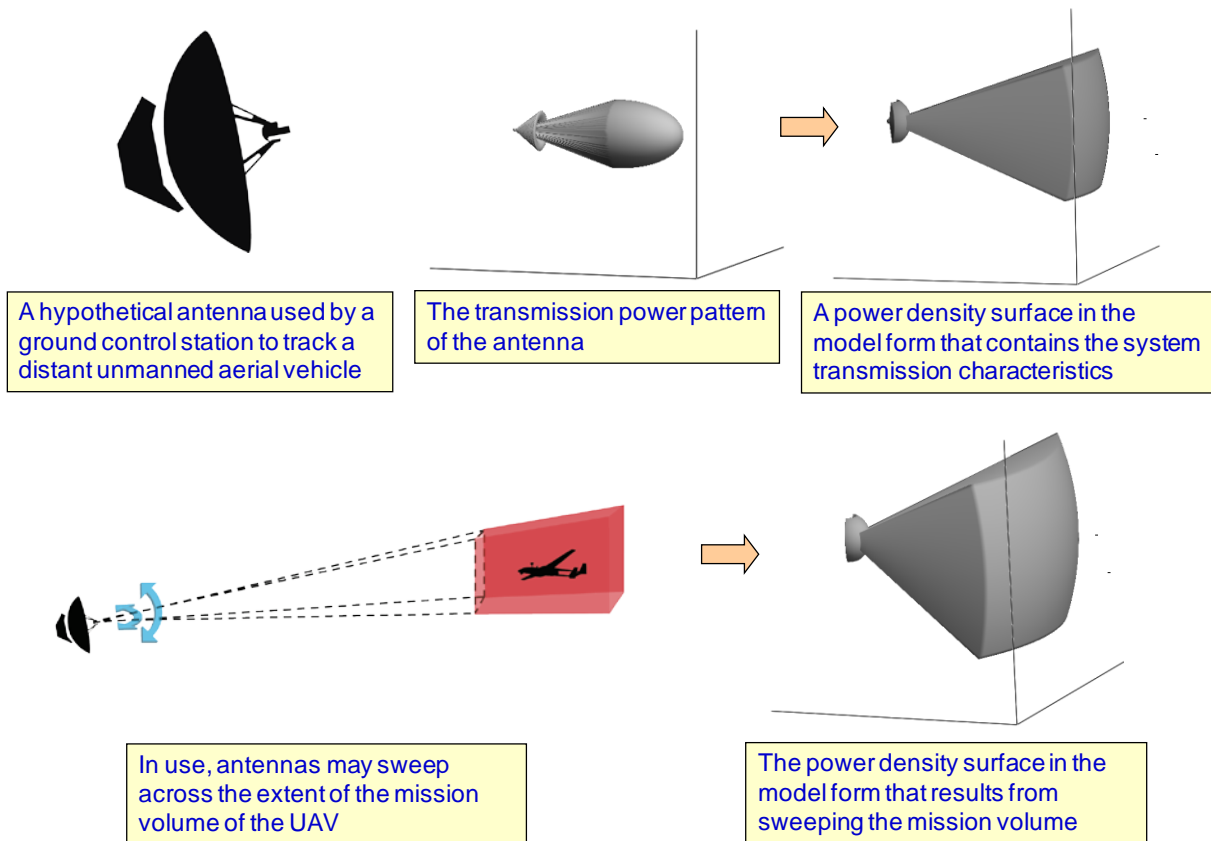 A hypothetical antenna used by a
ground control station to track a
distant unmanned aerial vehicle
The transmission power pattern
of the antenna
A power density surface in the
model form that contains the system
transmission characteristics
In use, antennas may sweep
across the extent of the mission
volume of the UAV
The power density surface in the
model form that results from
sweeping the mission volume